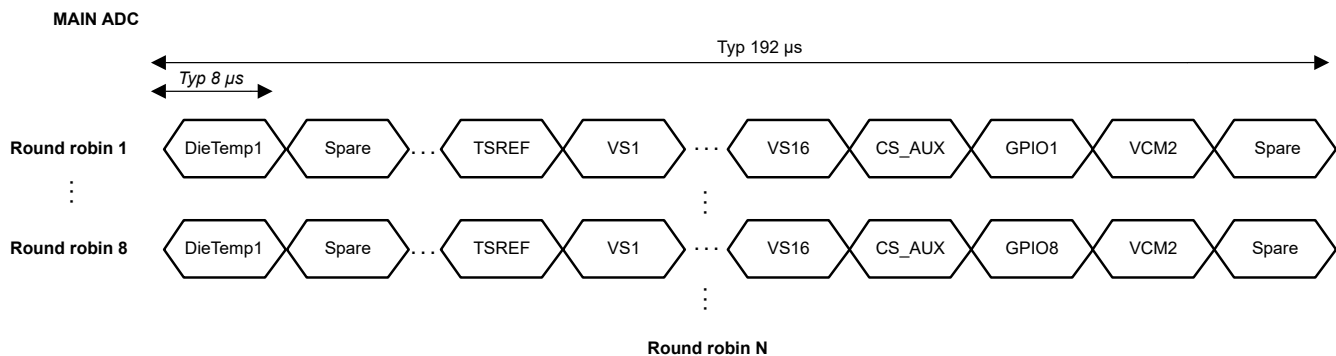 MAIN ADC
Typ 192 µs
Typ 8 µs
Round robin 1 DieTemp1 Spare ... TSREF VS1 ... VS16 CS_AUX GPIO1 VCM2 Spare
Round robin 8 DieTemp1 Spare ... TSREF VS1 ... VS16 CS_AUX GPIO8 VCM2 Spare
Round robin N